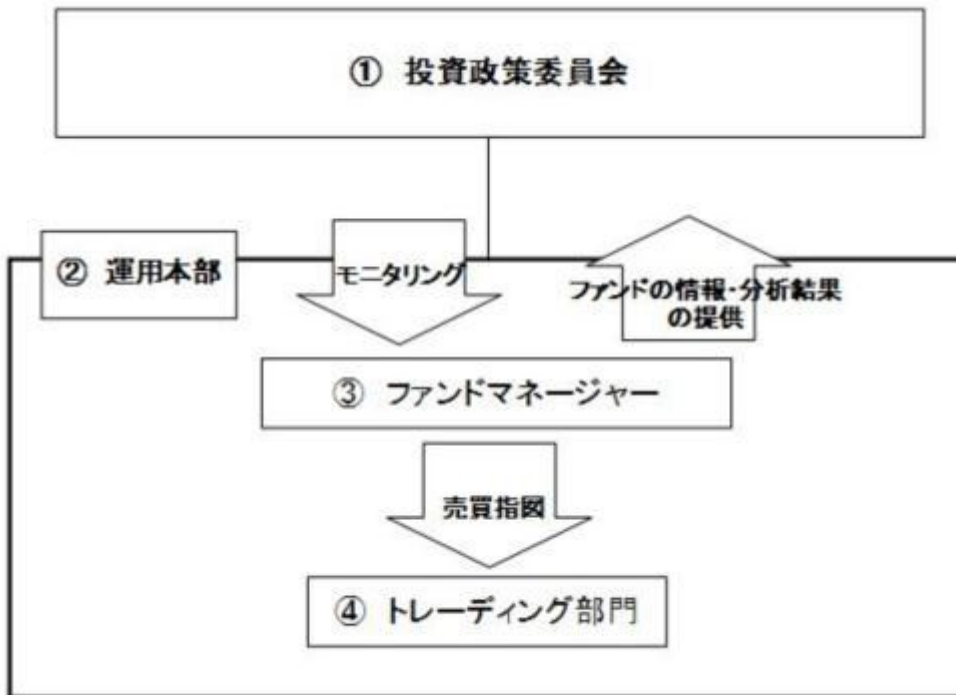 ① 投資政策委員会
② 運用本部
モニタリング
ファンドの情報・分析結果
の提供
③ ファンドマネージャー
売買指図
④ トレーディング部門